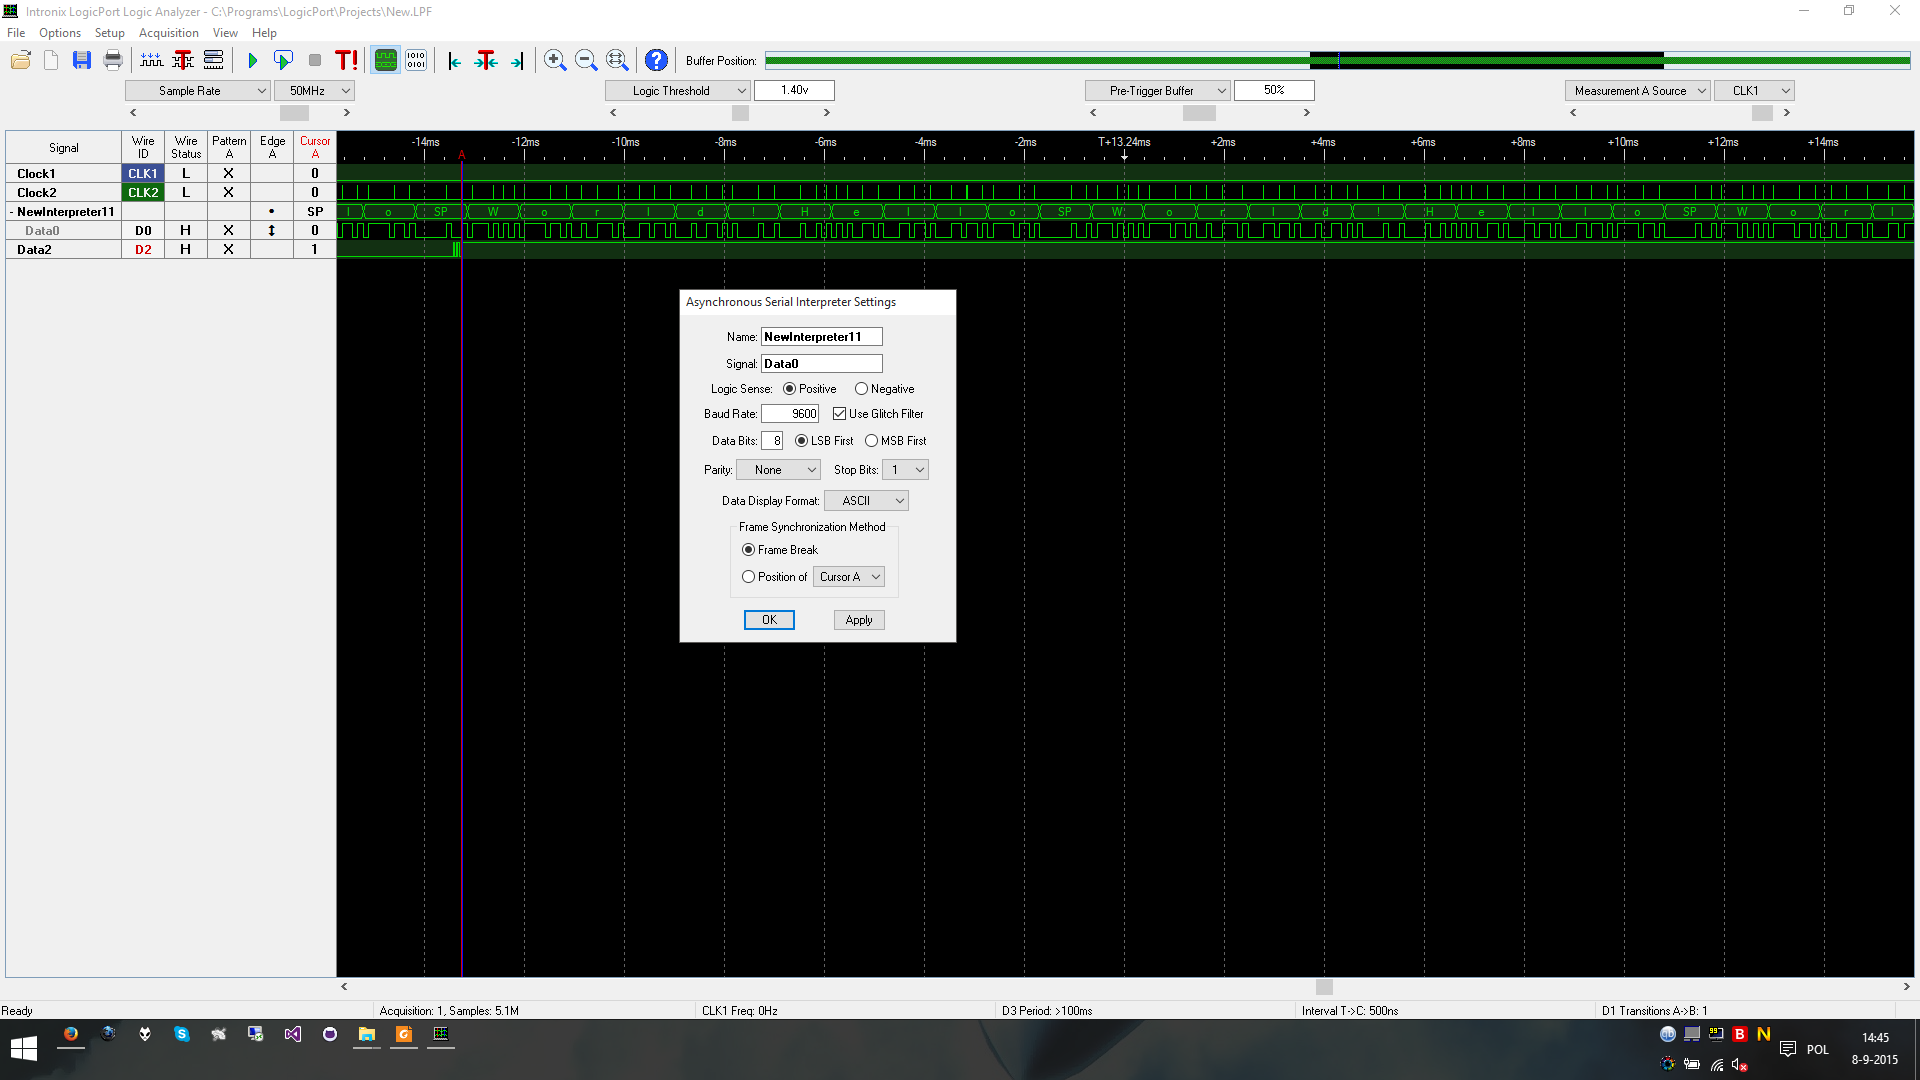 Intronix LogicPort Logic Analyzer - C:\Programs\LogicPort\Projects\New.LPF
File Options Setup Acquisition View Help
T! 1010 0101 ? Buffer Position:
Sample Rate 50MHz Logic Threshold 1.40v Pre-Trigger Buffer 50% Measurement A Source CLK1
Signal Wire ID Wire Status Pattern A Edge A Cursor A
-14ms -12ms -10ms -8ms -6ms -4ms -2ms T+13.24ms +2ms +4ms +6ms +8ms +10ms +12ms +14ms
A
Clock1 CLK1 L X 0
Clock2 CLK2 L X 0
- NewInterpreter11 SP l o SP W o r l d ! H e l l o SP W o r l d ! H e l l o SP W o r l
Data0 D0 H X 0
Data2 D2 H X 1
Asynchronous Serial Interpreter Settings
Name: NewInterpreter11
Signal: Data0
Logic Sense: Positive Negative
Baud Rate: 9600 Use Glitch Filter
Data Bits: 8 LSB First MSB First
Parity: None Stop Bits: 1
Data Display Format: ASCII
Frame Synchronization Method
Frame Break
Position of Cursor A
OK Apply
Ready Acquisition: 1, Samples: 5.1M CLK1 Freq: 0Hz D3 Period: >100ms Interval T->C: 500ns D1 Transitions A->B: 1
99 B N
14:45
POL
8-9-2015